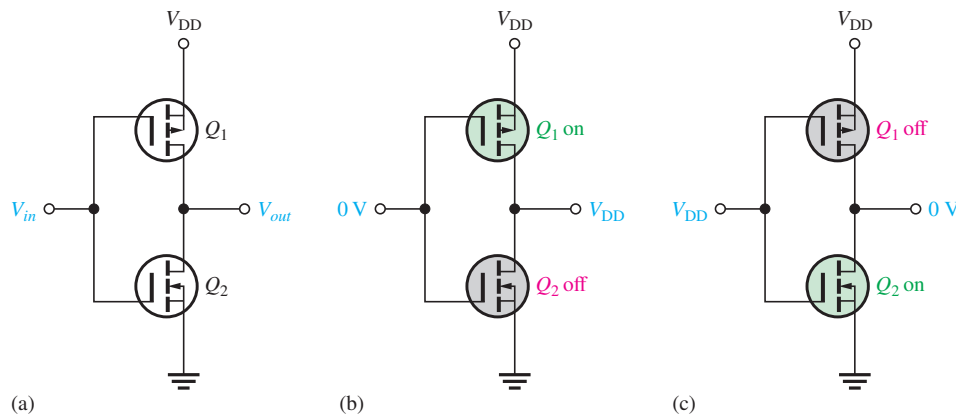 VDD
Q1
Vin
Vout
Q2
(a)
VDD
Q1 on
0 V
VDD
Q2 off
(b)
VDD
Q1 off
VDD
0 V
Q2 on
(c)